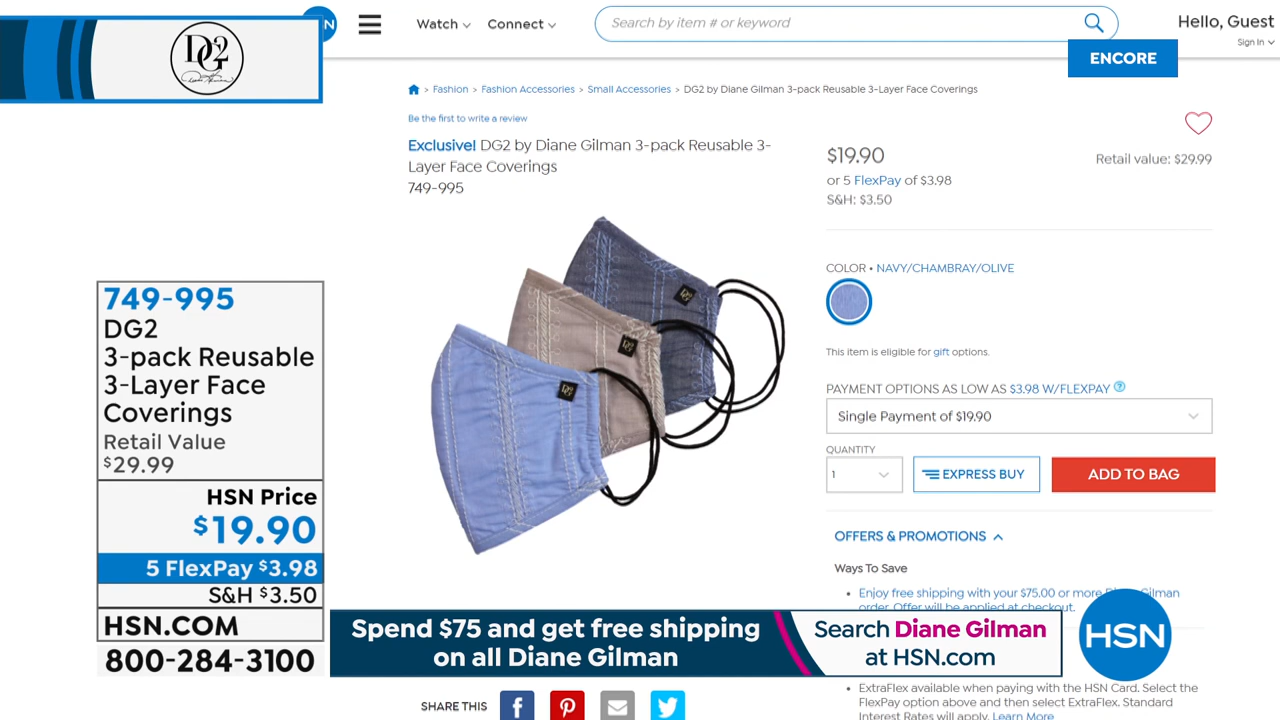 DG2
HSN
Watch
Connect
Search by item # or keyword
Hello, Guest
Sign In
ENCORE
> Fashion > Fashion Accessories > Small Accessories > DG2 by Diane Gilman 3-pack Reusable 3-Layer Face Coverings
Be the first to write a review
Exclusive! DG2 by Diane Gilman 3-pack Reusable 3-
Layer Face Coverings
749-995
$19.90
Retail value: $29.99
or 5 FlexPay of $3.98
S&H: $3.50
COLOR • NAVY/CHAMBRAY/OLIVE
This item is eligible for gift options.
PAYMENT OPTIONS AS LOW AS $3.98 W/FLEXPAY ?
Single Payment of $19.90
QUANTITY
1
EXPRESS BUY
ADD TO BAG
OFFERS & PROMOTIONS
Ways To Save
• Enjoy free shipping with your $75.00 or more Diane Gilman
order. Offer will be applied at checkout.
• ExtraFlex available when paying with the HSN Card. Select the
FlexPay option above and then select ExtraFlex. Standard
Interest Rates will apply. Learn More
SHARE THIS
749-995
DG2
3-pack Reusable
3-Layer Face
Coverings
Retail Value
$29.99
HSN Price
$19.90
5 FlexPay $3.98
S&H $3.50
HSN.COM
800-284-3100
Spend $75 and get free shipping
on all Diane Gilman
Search Diane Gilman
at HSN.com
HSN